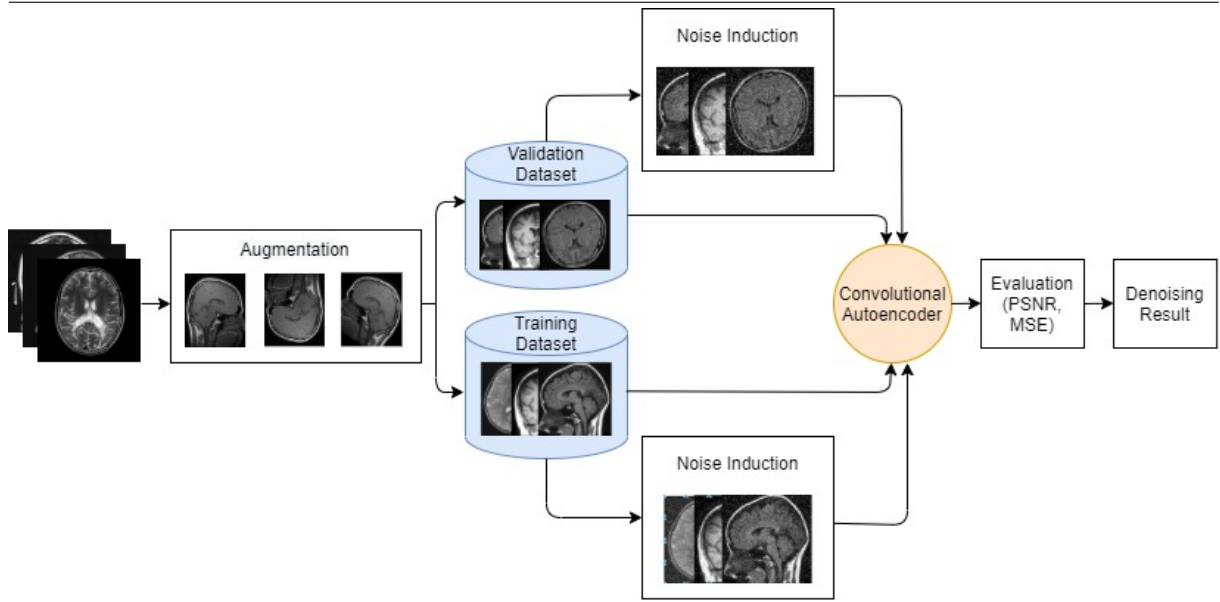 Noise Induction
Validation
Dataset
Augmentation
Training
Dataset
Convolutional
Autoencoder
Evaluation
(PSNR,
MSE)
Denoising
Result
Noise Induction